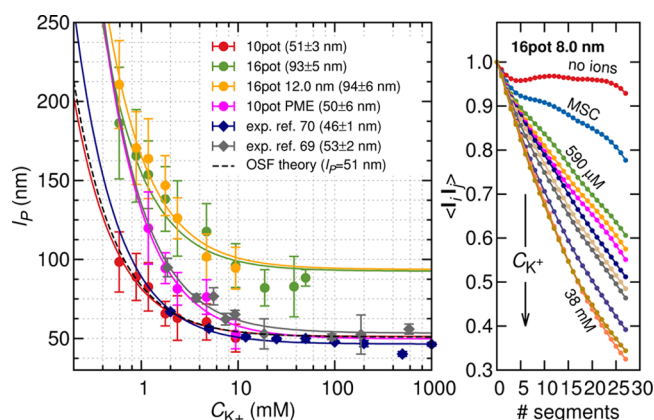 250
200
150
100
50
l_P (nm)
1
10
100
1000
C_K+ (mM)
10pot (51±3 nm)
16pot (93±5 nm)
16pot 12.0 nm (94±6 nm)
10pot PME (50±6 nm)
exp. ref. 70 (46±1 nm)
exp. ref. 69 (53±2 nm)
OSF theory (l_P=51 nm)
1.0
0.9
0.8
0.7
0.6
0.5
0.4
0.3
<l_i l_j>
16pot 8.0 nm
no ions
MSC
590 μM
C_K+
38 mM
0 5 10 15 20 25 30
# segments